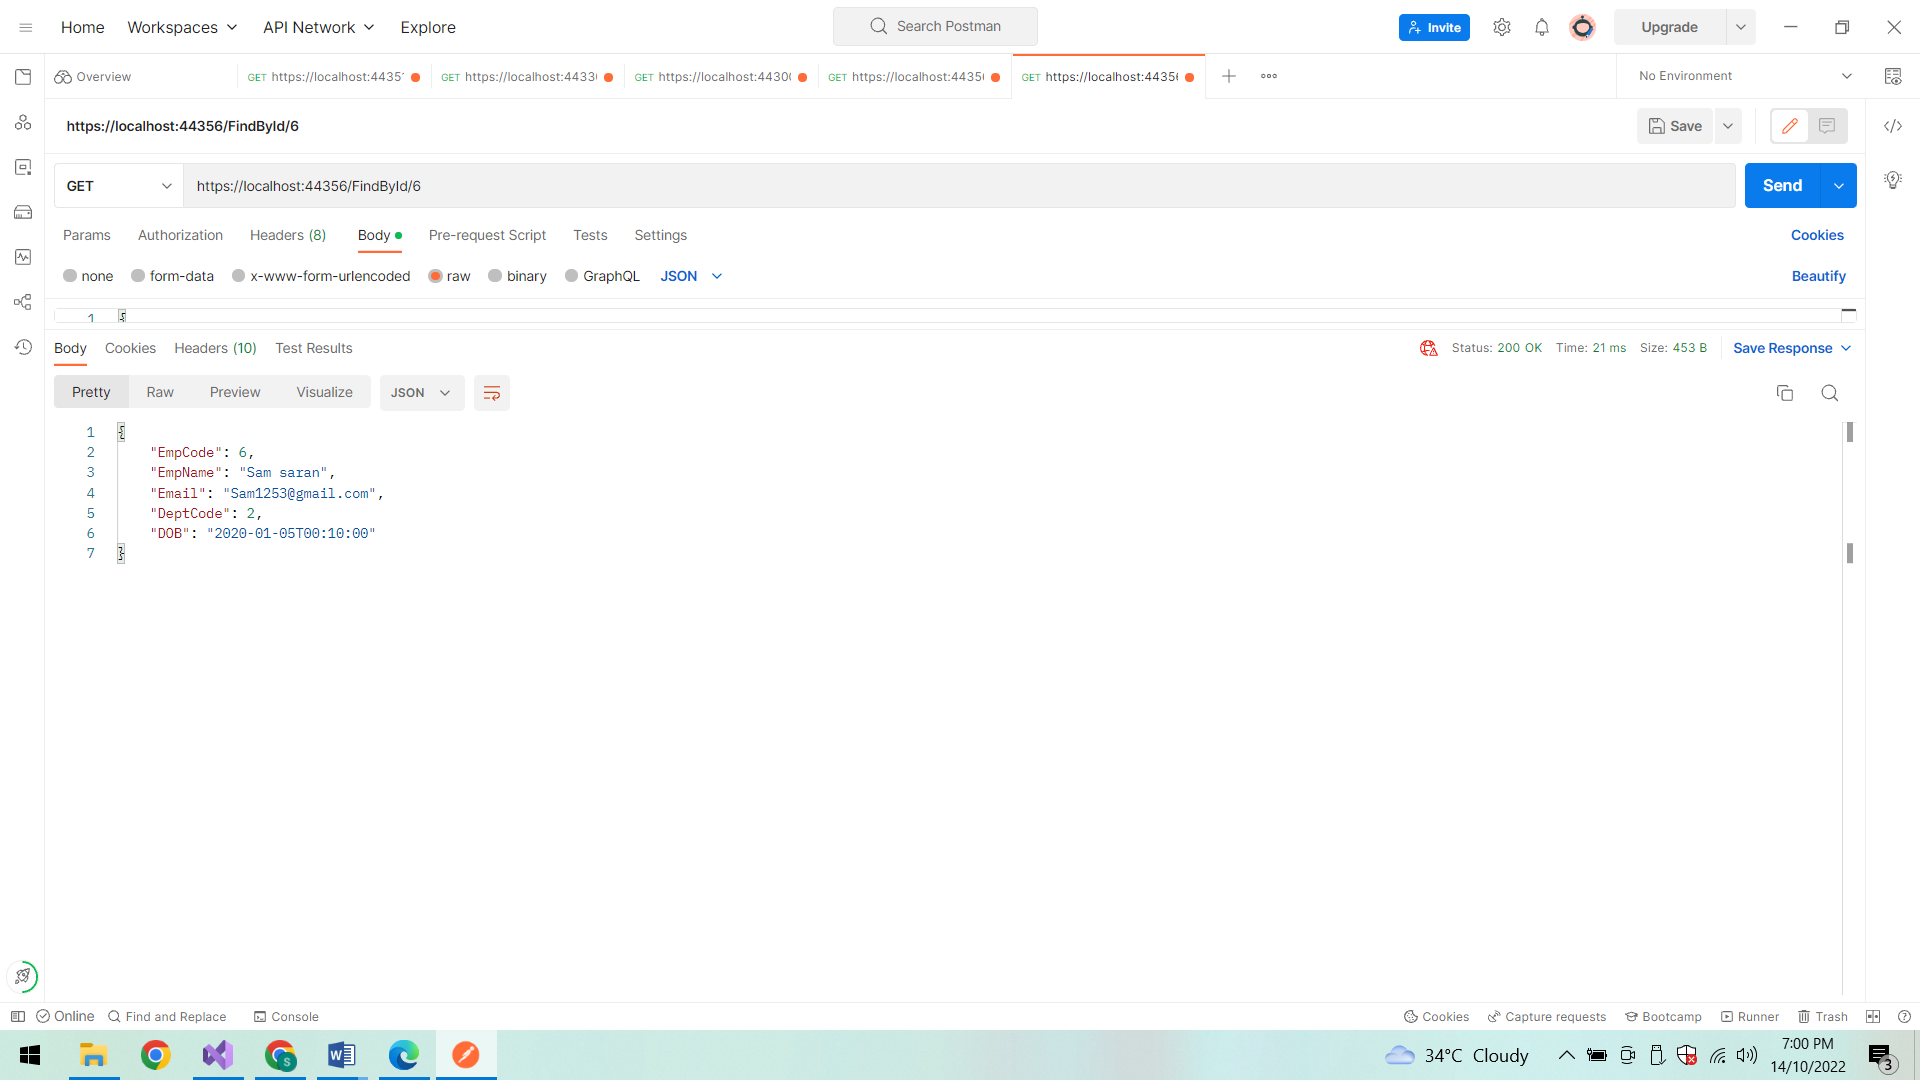 Home Workspaces API Network Explore Search Postman Invite Upgrade
Overview GET https://localhost:4435 GET https://localhost:4433 GET https://localhost:4430 GET https://localhost:4435 GET https://localhost:4435 No Environment
https://localhost:44356/FindById/6 Save
GET https://localhost:44356/FindById/6 Send
Params Authorization Headers (8) Body Pre-request Script Tests Settings Cookies
none form-data x-www-form-urlencoded raw binary GraphQL JSON Beautify
1 {
Body Cookies Headers (10) Test Results Status: 200 OK Time: 21 ms Size: 453 B Save Response
Pretty Raw Preview Visualize JSON
1 {
2 "EmpCode": 6,
3 "EmpName": "Sam saran",
4 "Email": "Sam1253@gmail.com",
5 "DeptCode": 2,
6 "DOB": "2020-01-05T00:10:00"
7 }
Online Find and Replace Console Cookies Capture requests Bootcamp Runner Trash
34°C Cloudy 7:00 PM
14/10/2022 3